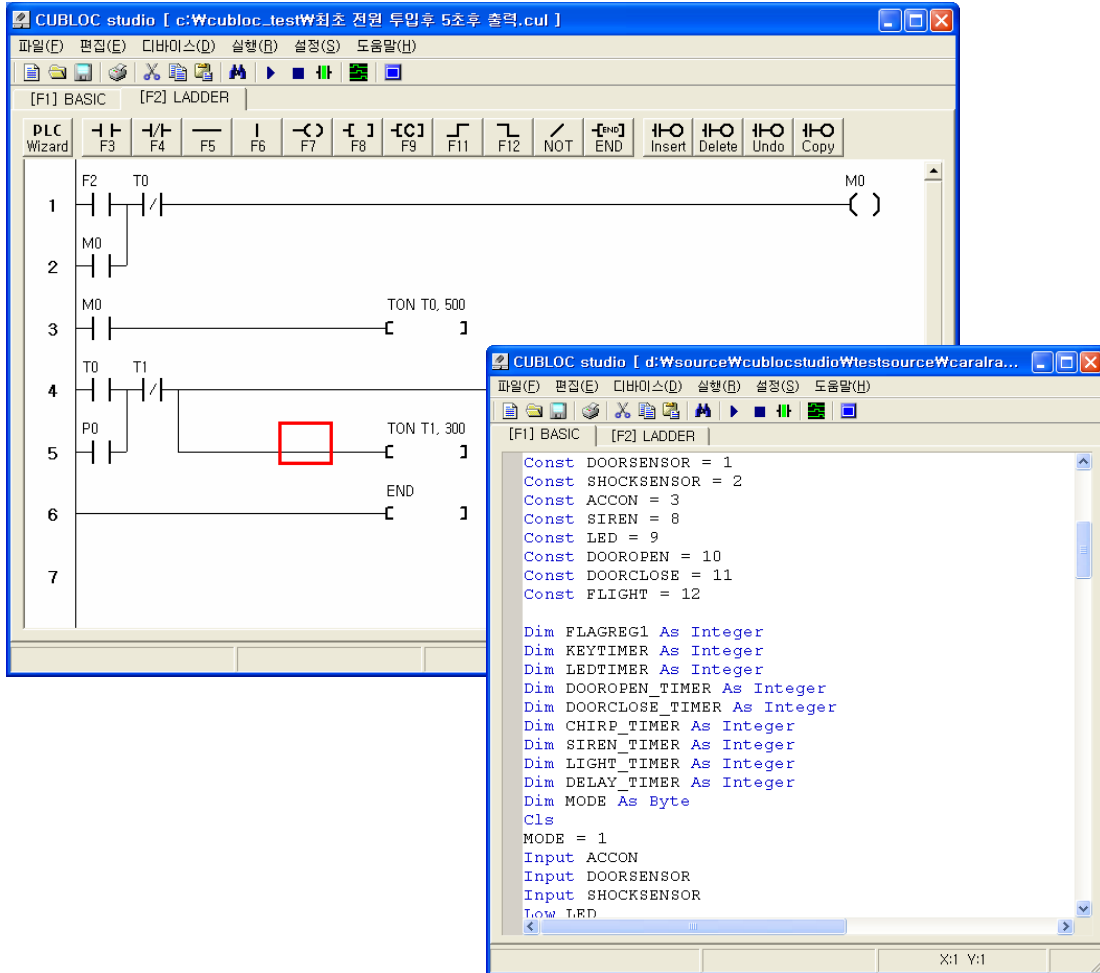 CUBLOC studio [ c:₩cubloc_test₩최초 전원 투입후 5초후 출력.cul ]
파일(F) 편집(E) 디바이스(D) 실행(R) 설정(S) 도움말(H)
[F1] BASIC [F2] LADDER
PLC Wizard F3 F4 F5 F6 F7 F8 F9 F11 F12 NOT END Insert Delete Undo Copy
F2 T0 M0
1
M0
2
M0 TON T0, 500
3
T0 T1
4
P0 TON T1, 300
5
END
6
7
CUBLOC studio [ d:₩source₩cublocstudio₩testsource₩caralra...
파일(F) 편집(E) 디바이스(D) 실행(R) 설정(S) 도움말(H)
[F1] BASIC [F2] LADDER
Const DOORSENSOR = 1
Const SHOCKSENSOR = 2
Const ACCON = 3
Const SIREN = 8
Const LED = 9
Const DOOROPEN = 10
Const DOORCLOSE = 11
Const FLIGHT = 12
Dim FLAGREG1 As Integer
Dim KEYTIMER As Integer
Dim LEDTIMER As Integer
Dim DOOROPEN_TIMER As Integer
Dim DOORCLOSE_TIMER As Integer
Dim CHIRP_TIMER As Integer
Dim SIREN_TIMER As Integer
Dim LIGHT_TIMER As Integer
Dim DELAY_TIMER As Integer
Dim MODE As Byte
Cls
MODE = 1
Input ACCON
Input DOORSENSOR
Input SHOCKSENSOR
Low LED
X:1 Y:1